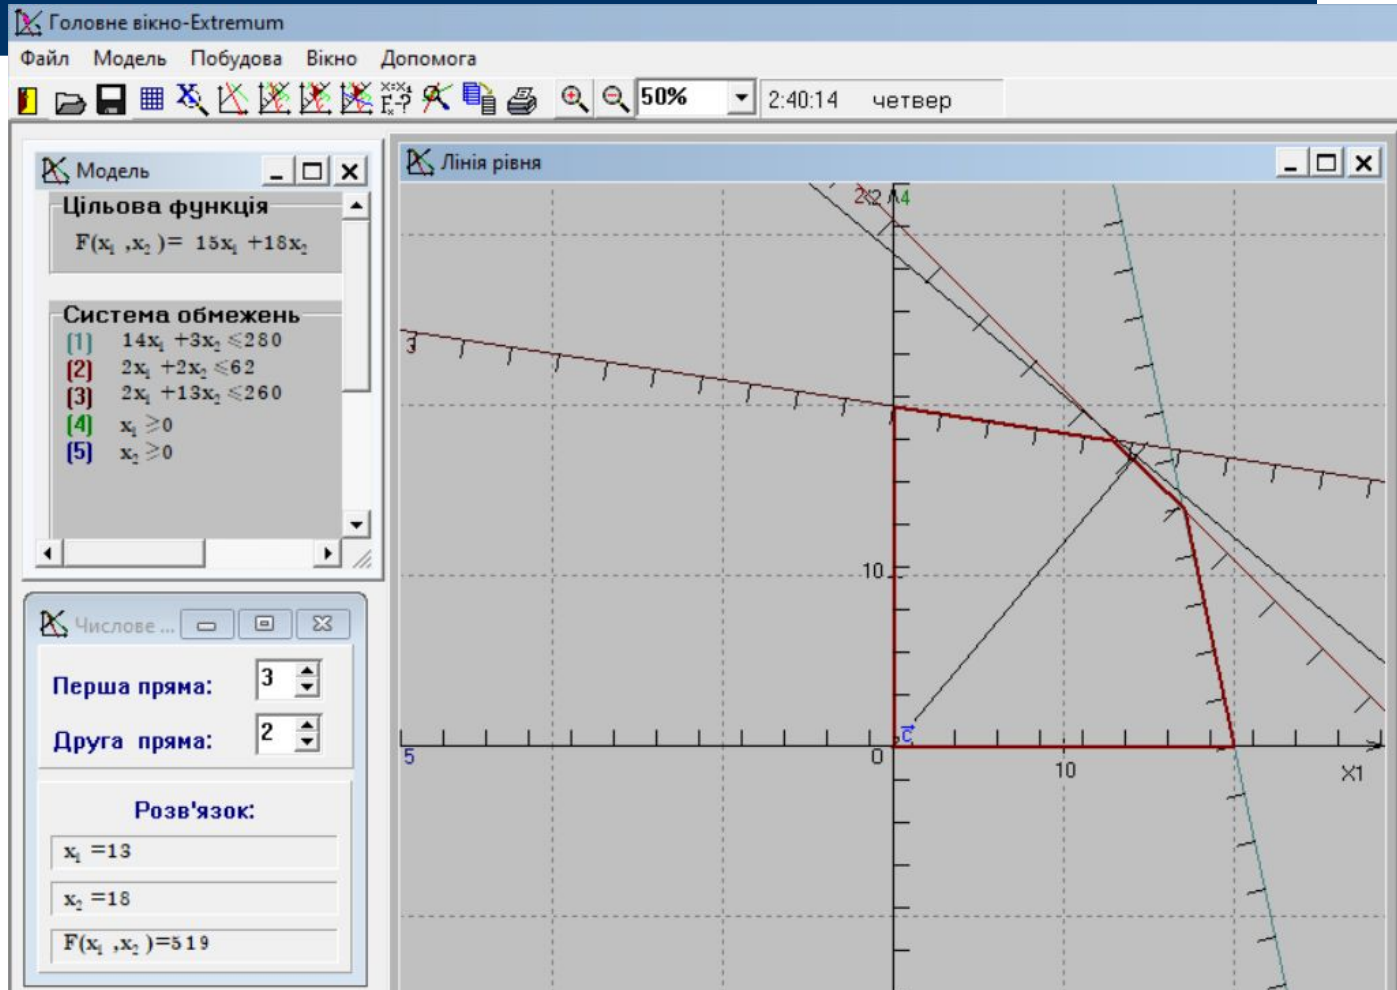 Головне вікно-Extremum
Файл Модель Побудова Вікно Допомога
50% 2:40:14 четвер
Модель
Цільова функція
F(x₁ ,x₂ )= 15x₁ +18x₂
Система обмежень
(1) 14x₁ +3x₂ ≤280
(2) 2x₁ +2x₂ ≤62
(3) 2x₁ +13x₂ ≤260
(4) x₁ ≥0
(5) x₂ ≥0
Числове ...
Перша пряма: 3
Друга пряма: 2
Розв'язок:
x₁ =13
x₂ =18
F(x₁ ,x₂ )=519
Лінія рівня
4
3
10
c
5 0 10 X1